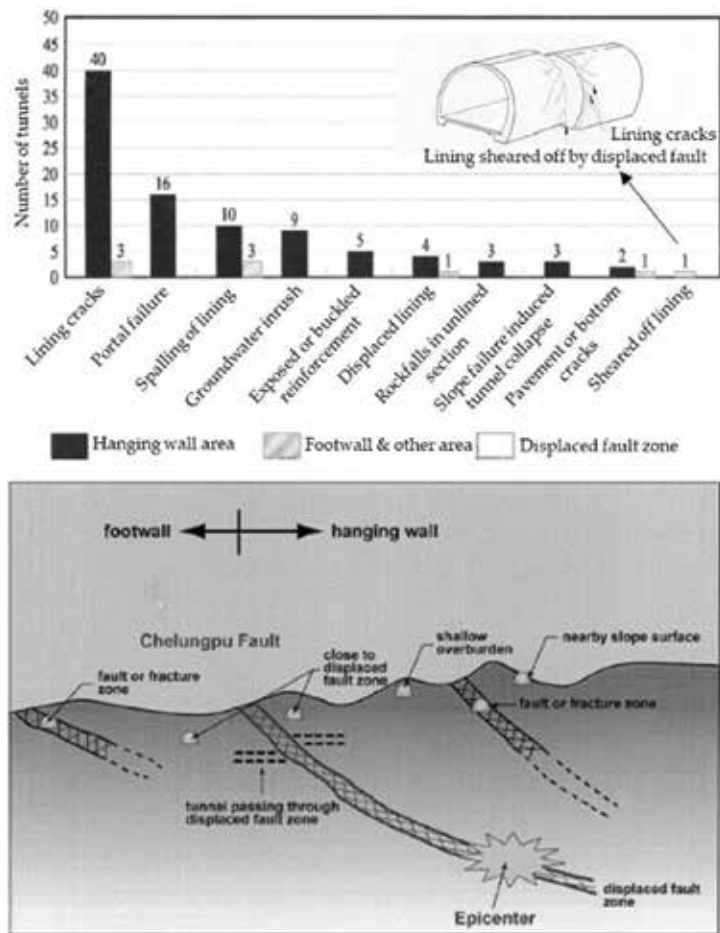 50
45
40
35
30
25
20
15
10
5
0
Number of tunnels
40
3
16
10
3
9
5
4
1
3
3
2
1
1
Lining cracks
Lining sheared off by displaced fault
Lining cracks
Portal failure
Spalling of lining
Groundwater inrush
Exposed or buckled
reinforcement
Displaced lining
Rockfalls in unlined
section
Slope failure induced
tunnel collapse
Pavement or bottom
cracks
Sheared off lining
Hanging wall area
Footwall & other area
Displaced fault zone
footwall
hanging wall
Chelungpu Fault
fault or fracture
zone
close to
displaced
fault zone
shallow
overburden
nearby slope surface
fault or fracture zone
tunnel passing through
displaced fault zone
Epicenter
displaced fault
zone